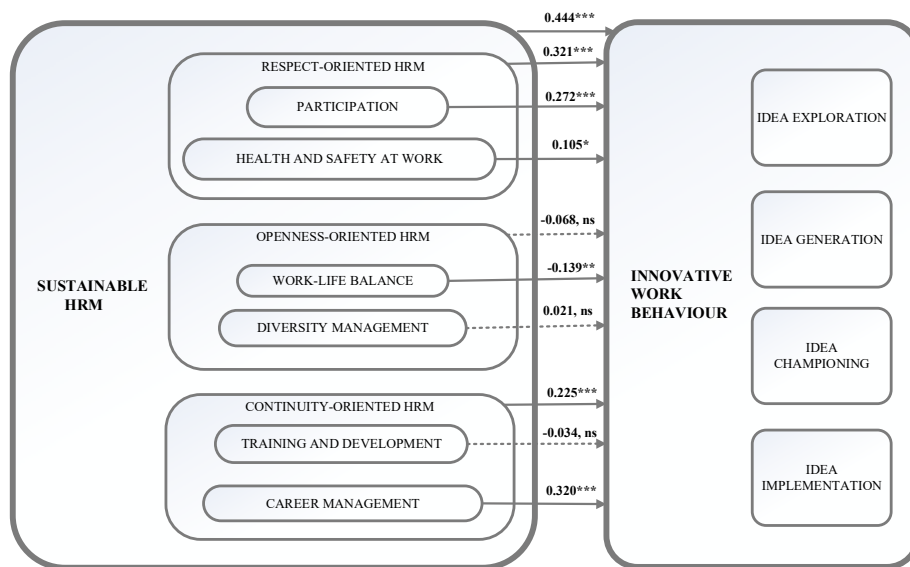 0.444***
RESPECT-ORIENTED HRM
0.321***
PARTICIPATION
0.272***
HEALTH AND SAFETY AT WORK
0.105*
OPENNESS-ORIENTED HRM
-0.068, ns
WORK-LIFE BALANCE
-0.139**
DIVERSITY MANAGEMENT
0.021, ns
SUSTAINABLE
HRM
CONTINUITY-ORIENTED HRM
0.225***
TRAINING AND DEVELOPMENT
-0.034, ns
CAREER MANAGEMENT
0.320***
INNOVATIVE
WORK
BEHAVIOUR
IDEA EXPLORATION
IDEA GENERATION
IDEA
CHAMPIONING
IDEA
IMPLEMENTATION